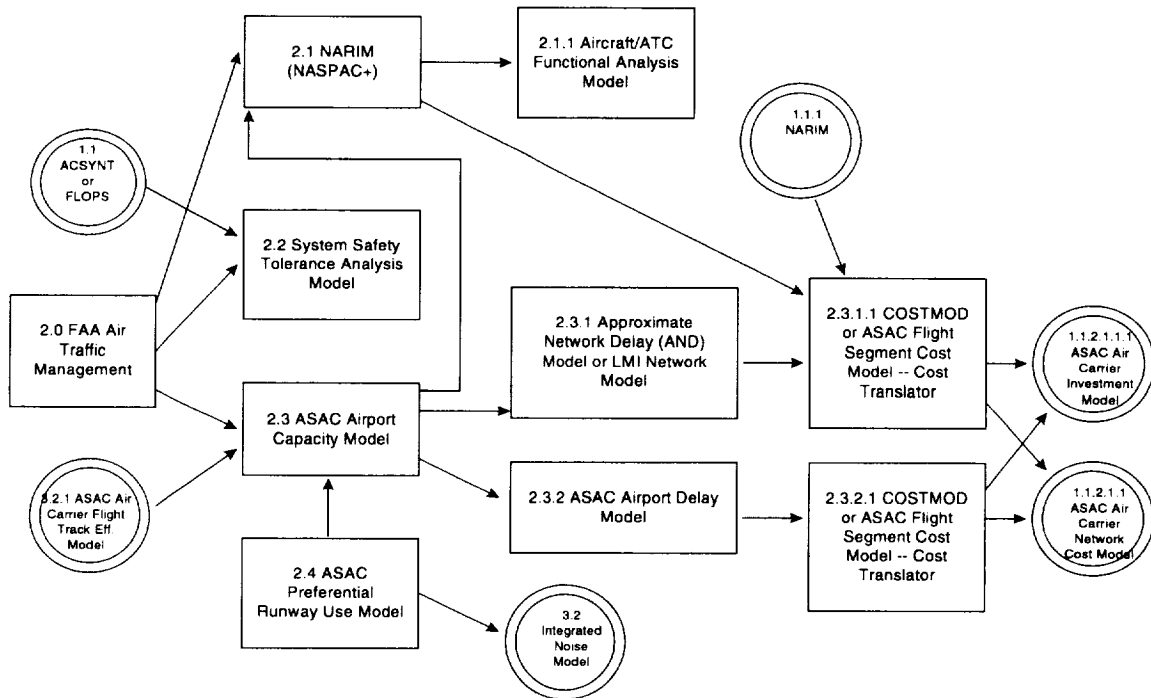 2.1 NARIM
(NASPAC+)
2.1.1 Aircraft/ATC
Functional Analysis
Model
1.1.1
NARIM
1.1
ACSYNT
or
FLOPS
2.2 System Safety
Tolerance Analysis
Model
2.0 FAA Air
Traffic
Management
2.3.1 Approximate
Network Delay (AND)
Model or LMI Network
Model
2.3.1.1 COSTMOD
or ASAC Flight
Segment Cost
Model -- Cost
Translator
1.1.2.1.1.1
ASAC Air
Carrier
Investment
Model
2.3 ASAC Airport
Capacity Model
3.2.1 ASAC Air
Carrier Flight
Track Eff.
Model
2.3.2 ASAC Airport Delay
Model
2.3.2.1 COSTMOD
or ASAC Flight
Segment Cost
Model -- Cost
Translator
1.1.2.1.1
ASAC Air
Carrier
Network
Cost Model
2.4 ASAC
Preferential
Runway Use Model
3.2
Integrated
Noise
Model